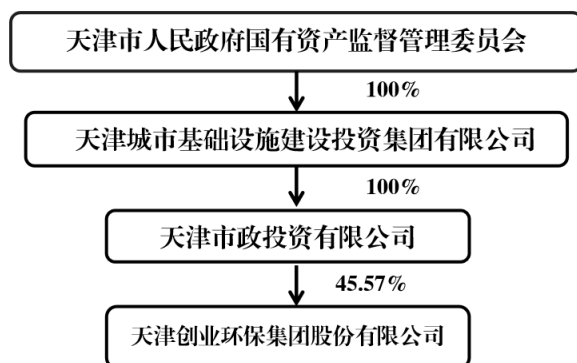 天津市人民政府国有资产监督管理委员会
100%
天津城市基础设施建设投资集团有限公司
100%
天津市政投资有限公司
45.57%
天津创业环保集团股份有限公司